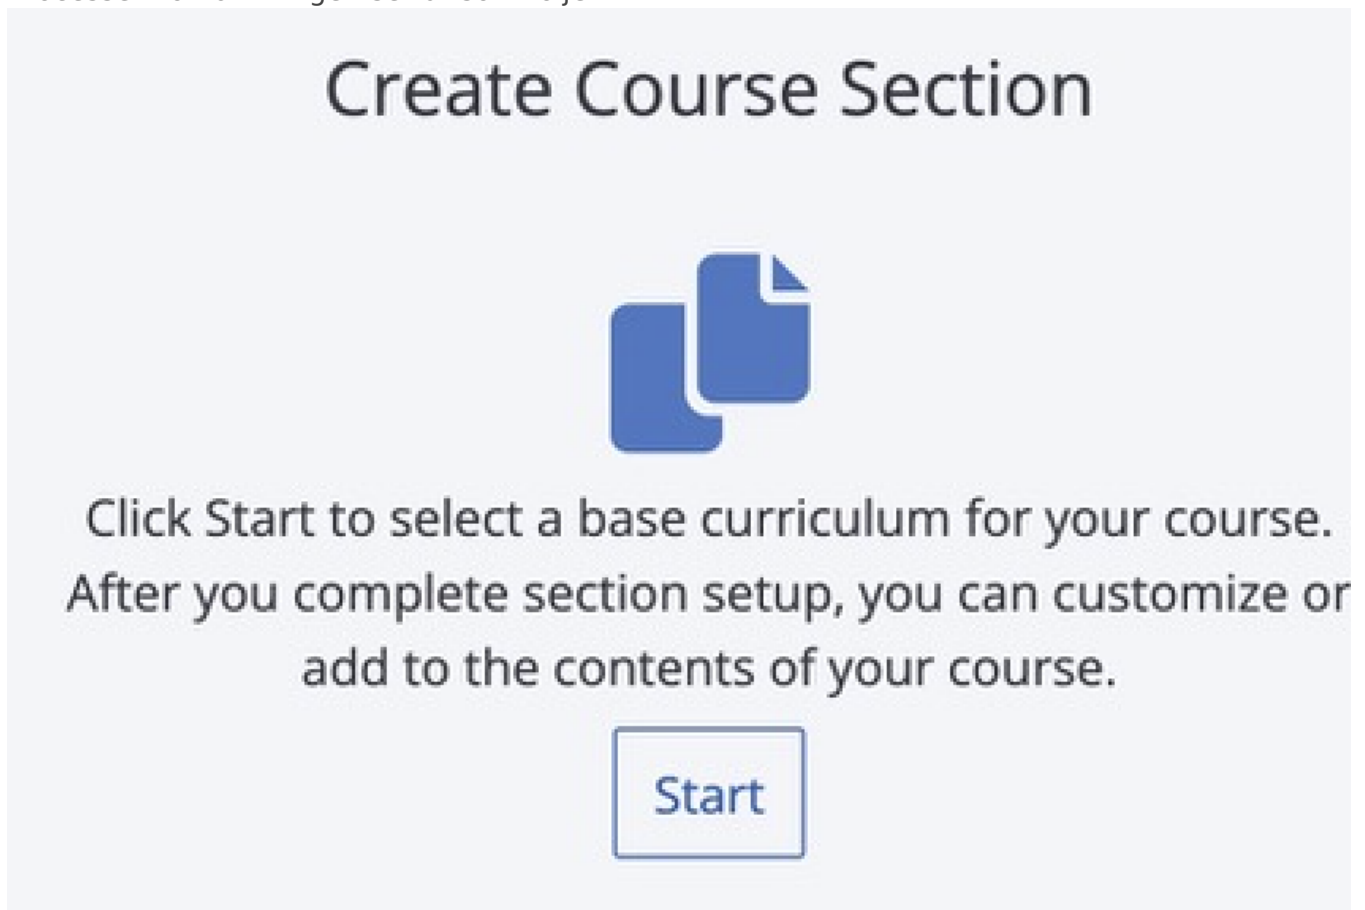 Create Course Section
Click Start to select a base curriculum for your course.
After you complete section setup, you can customize or
add to the contents of your course.
Start